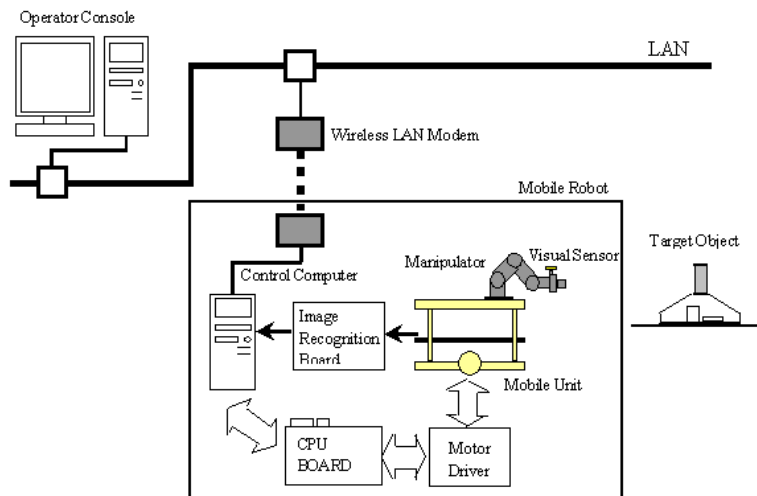 Operator Console
LAN
Wireless LAN Modem
Mobile Robot
Target Object
Manipulator
Visual Sensor
Control Computer
Image
Recognition
Board
Mobile Unit
CPU
BOARD
Motor
Driver